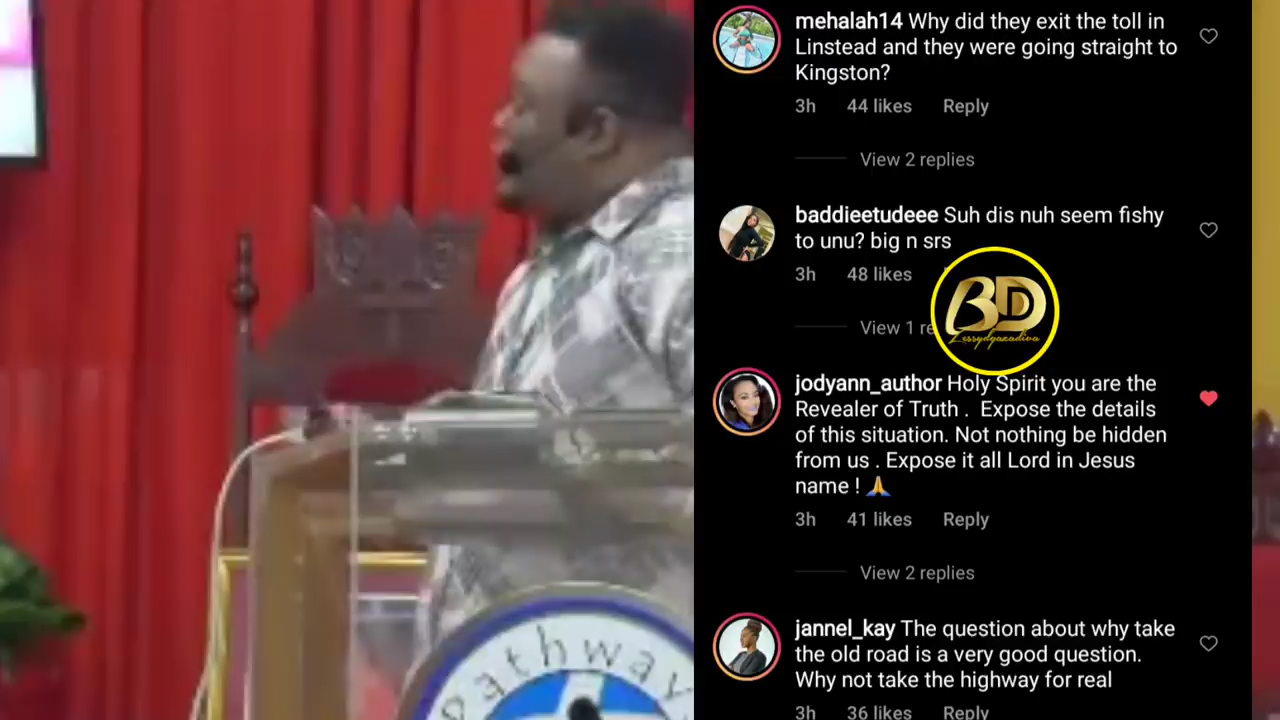 mehalah14 Why did they exit the toll in
Linstead and they were going straight to
Kingston?
3h 44 likes Reply
View 2 replies
baddieetudeee Suh dis nuh seem fishy
to unu? big n srs
3h 48 likes
View 1 re
BD
Lessydgazadiva
jodyann_author Holy Spirit you are the
Revealer of Truth . Expose the details
of this situation. Not nothing be hidden
from us . Expose it all Lord in Jesus
name ! 🙏
3h 41 likes Reply
View 2 replies
jannel_kay The question about why take
the old road is a very good question.
Why not take the highway for real
3h 36 likes Reply
pathway